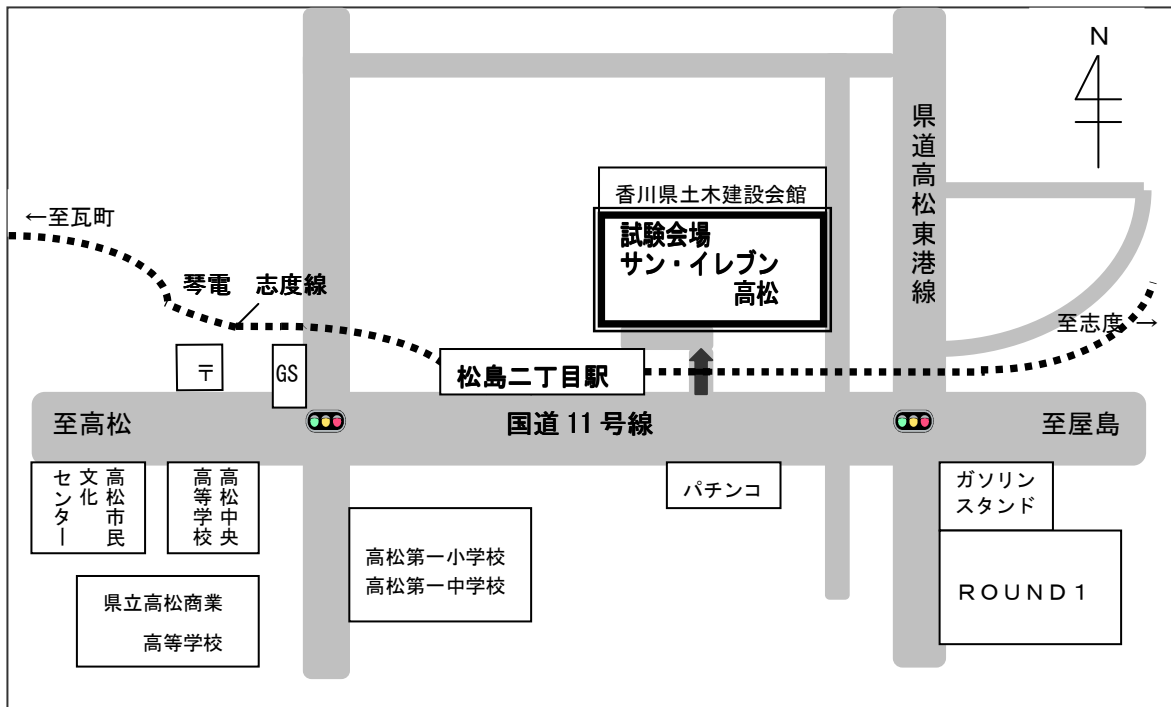 N
県道高松東港線
香川県土木建設会館
試験会場
サン・イレブン
高松
←至瓦町
琴電 志度線
至志度 →
〒
GS
松島二丁目駅
至高松
国道 11 号線
至屋島
高松市民
文化
センター
高松中央
高等学校
パチンコ
ガソリン
スタンド
高松第一小学校
高松第一中学校
県立高松商業
高等学校
ROUND1